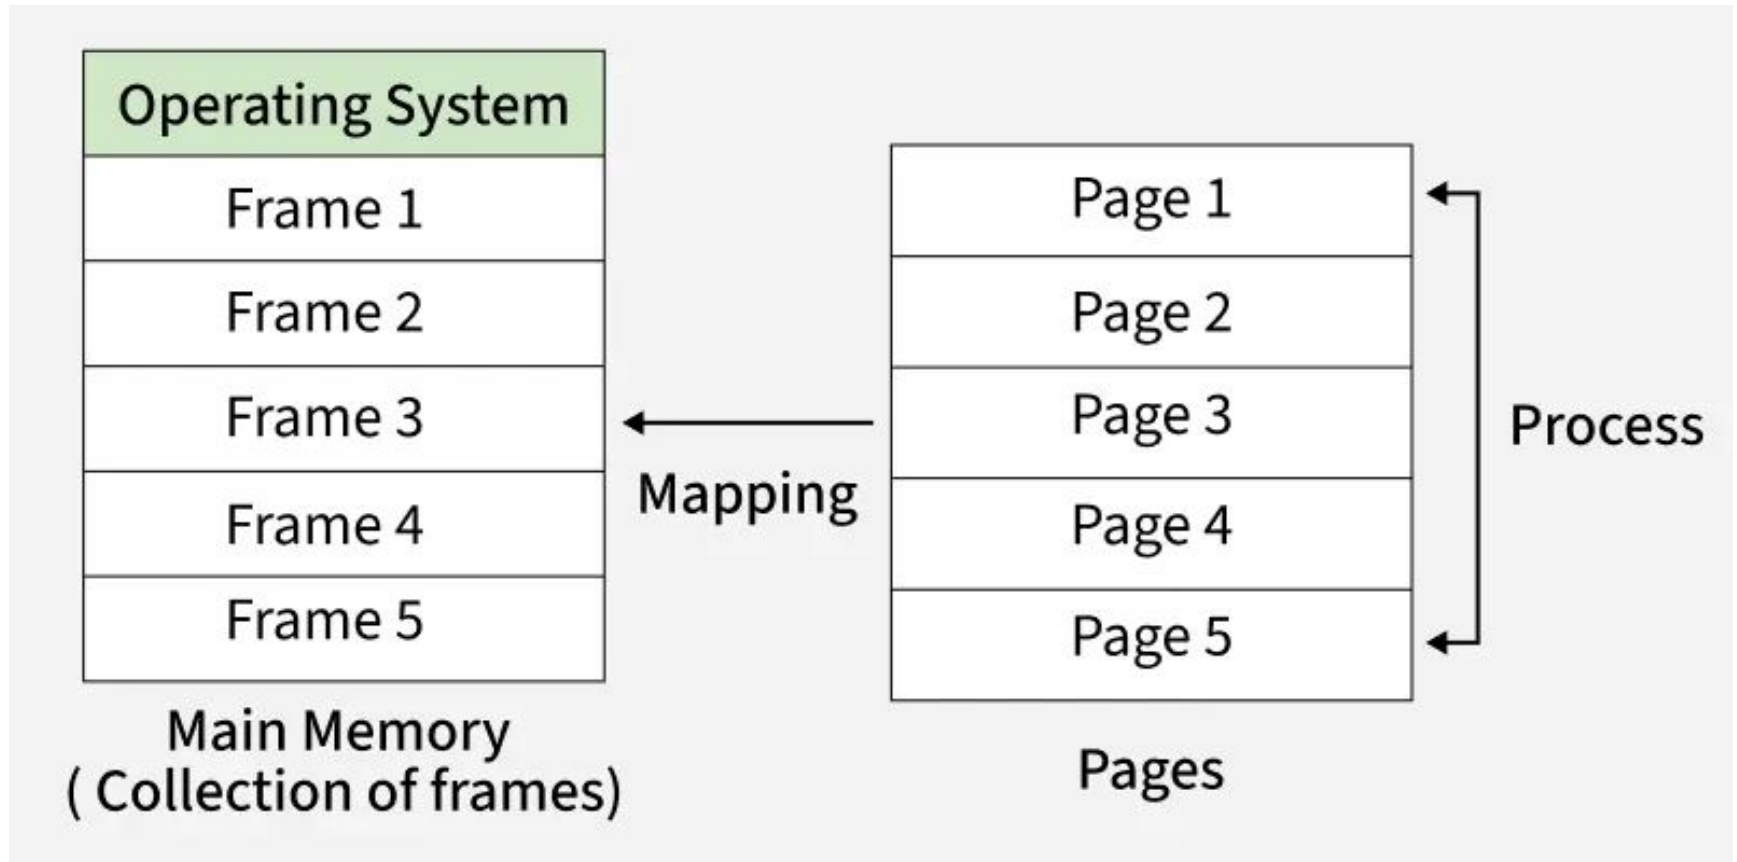 Operating System
Frame 1
Frame 2
Frame 3
Frame 4
Frame 5
Main Memory
( Collection of frames)
Mapping
Page 1
Page 2
Page 3
Page 4
Page 5
Pages
Process